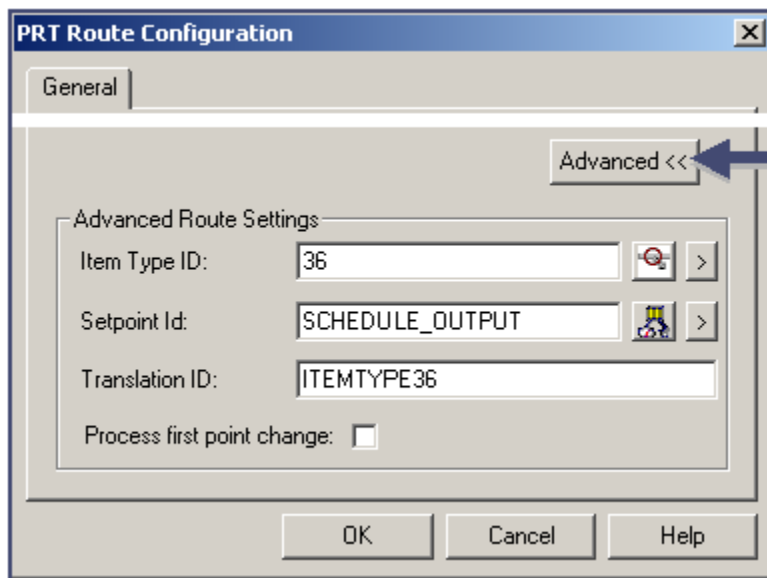 PRT Route Configuration
General
Advanced <<
Advanced Route Settings
Item Type ID: 36 >
Setpoint Id: SCHEDULE_OUTPUT >
Translation ID: ITEMTYPE36
Process first point change:
OK Cancel Help